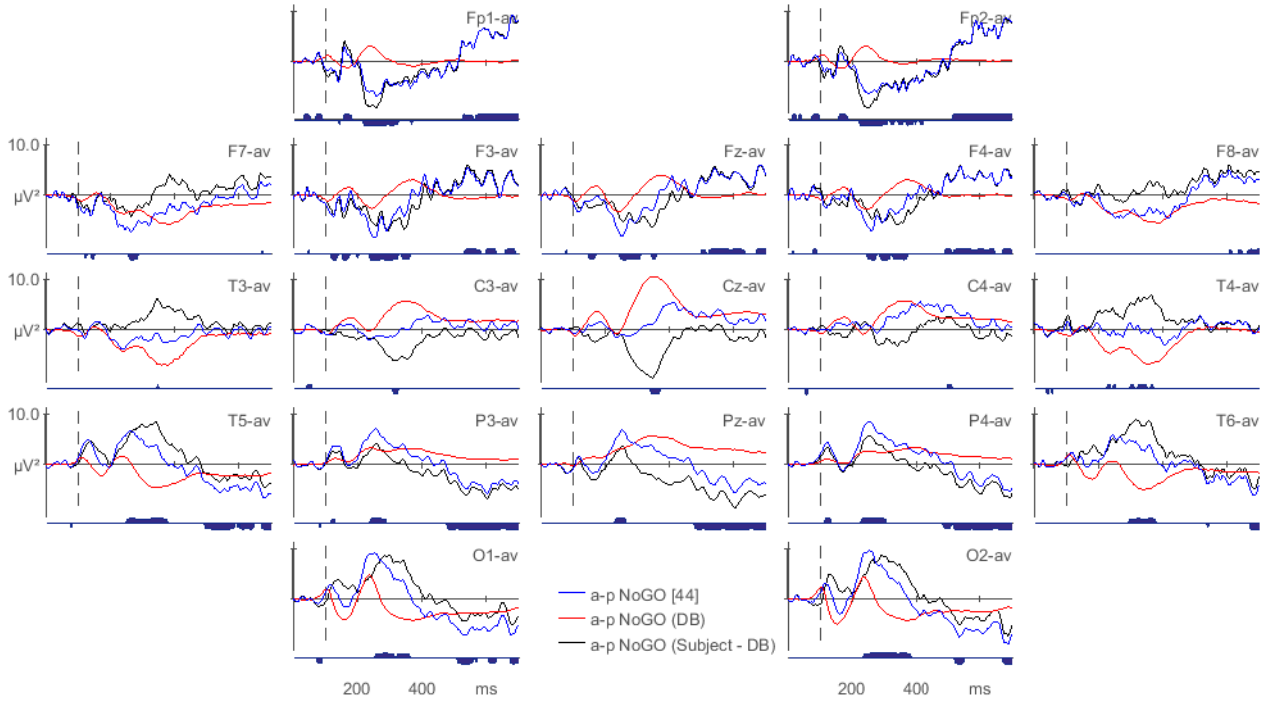 Fp1-av
Fp2-av
10.0
µV²
F7-av
F3-av
Fz-av
F4-av
F8-av
10.0
µV²
T3-av
C3-av
Cz-av
C4-av
T4-av
10.0
µV²
T5-av
P3-av
Pz-av
P4-av
T6-av
O1-av
O2-av
a-p NoGO [44]
a-p NoGO (DB)
a-p NoGO (Subject - DB)
200 400 ms
200 400 ms